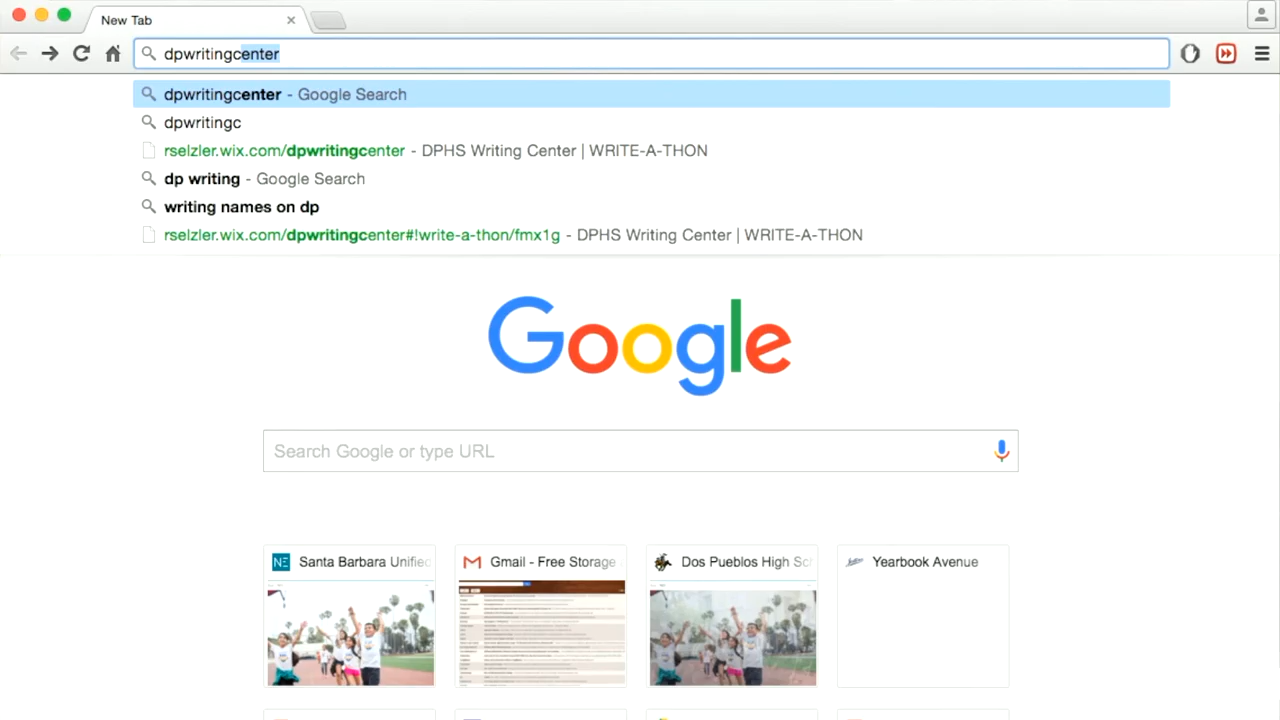 New Tab
dpwritingcenter
dpwritingcenter - Google Search
dpwritingc
rselzler.wix.com/dpwritingcenter - DPHS Writing Center | WRITE-A-THON
dp writing - Google Search
writing names on dp
rselzler.wix.com/dpwritingcenter#!write-a-thon/fmx1g - DPHS Writing Center | WRITE-A-THON
Google
Search Google or type URL
NE Santa Barbara Unified Gmail - Free Storage Dos Pueblos High Sc Yearbook Avenue